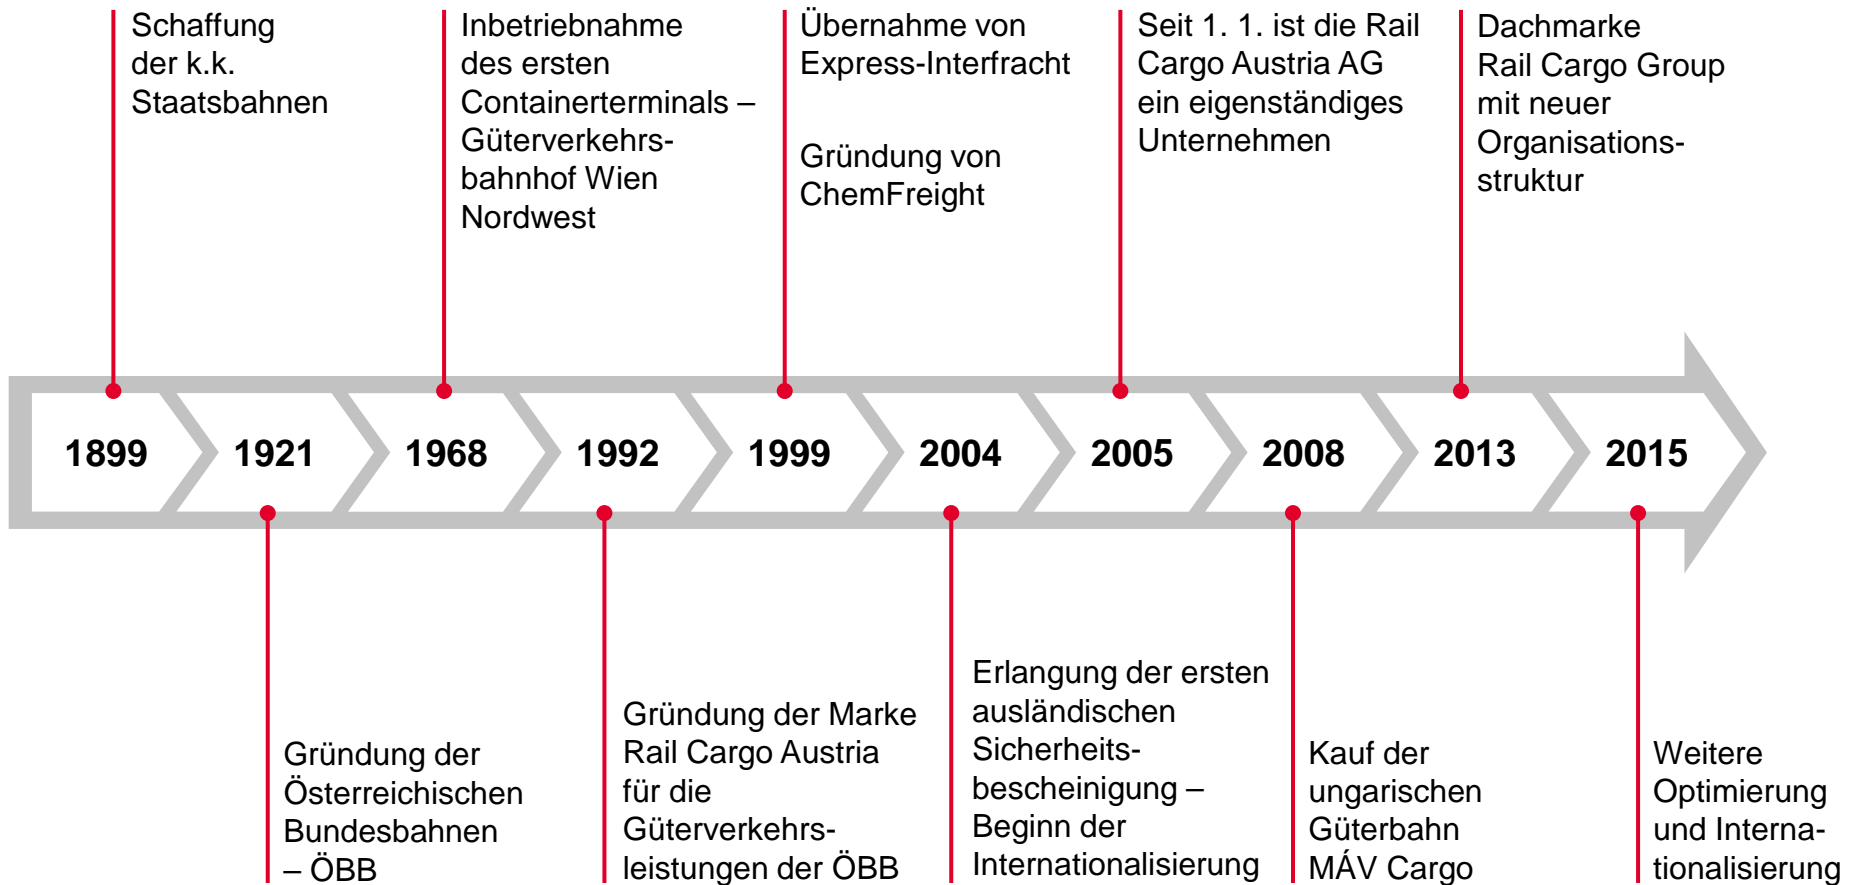 Schaffung
der k.k.
Staatsbahnen
Inbetriebnahme
des ersten
Containerterminals –
Güterverkehrs-
bahnhof Wien
Nordwest
Übernahme von
Express-Interfracht
Gründung von
ChemFreight
Seit 1. 1. ist die Rail
Cargo Austria AG
ein eigenständiges
Unternehmen
Dachmarke
Rail Cargo Group
mit neuer
Organisations-
struktur
1899 1921 1968 1992 1999 2004 2005 2008 2013 2015
Gründung der
Österreichischen
Bundesbahnen
– ÖBB
Gründung der Marke
Rail Cargo Austria
für die
Güterverkehrs-
leistungen der ÖBB
Erlangung der ersten
ausländischen
Sicherheits-
bescheinigung –
Beginn der
Internationalisierung
Kauf der
ungarischen
Güterbahn
MÁV Cargo
Weitere
Optimierung
und Interna-
tionalisierung